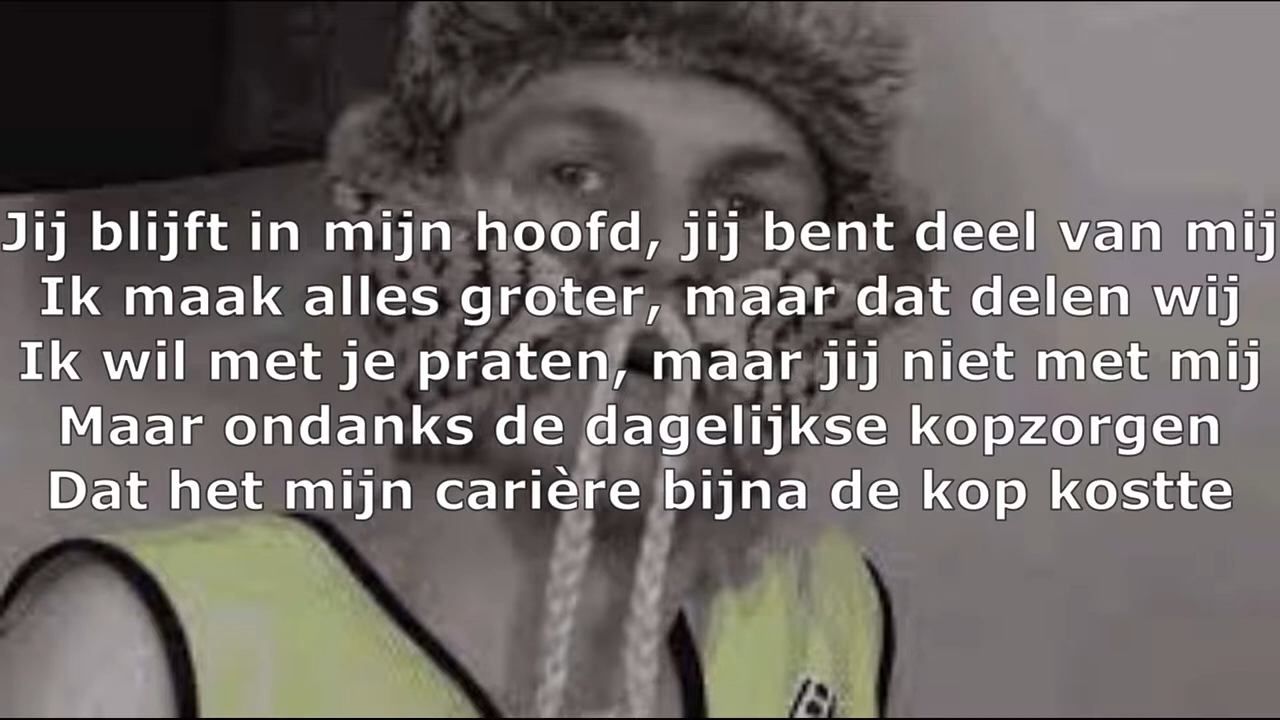 Jij blijft in mijn hoofd, jij bent deel van mij
Ik maak alles groter, maar dat delen wij
Ik wil met je praten, maar jij niet met mij
Maar ondanks de dagelijkse kopzorgen
Dat het mijn carière bijna de kop kostte